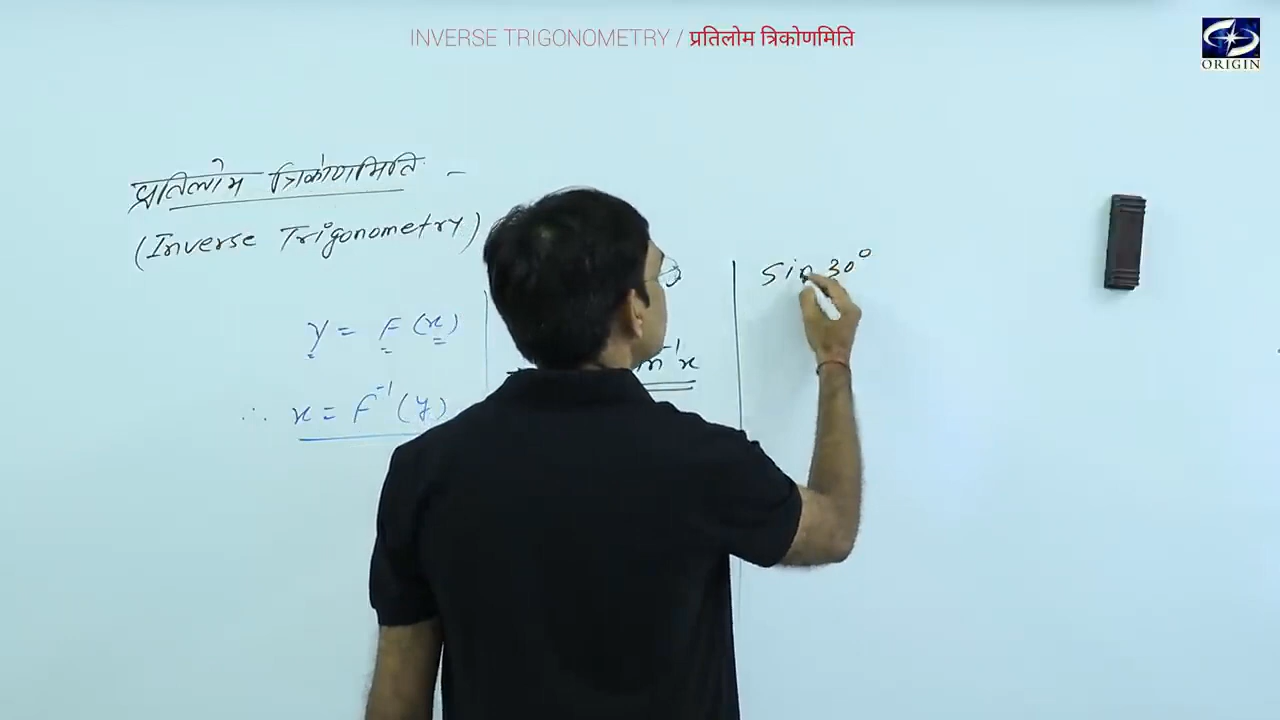 INVERSE TRIGONOMETRY / प्रतिलोम त्रिकोणमिति
ORIGIN
प्रतिलोम त्रिकोणमिति -
(Inverse Trigonometry)
y = F(x)
∴ x = F⁻¹(y)
⁻¹x
Sin 30°